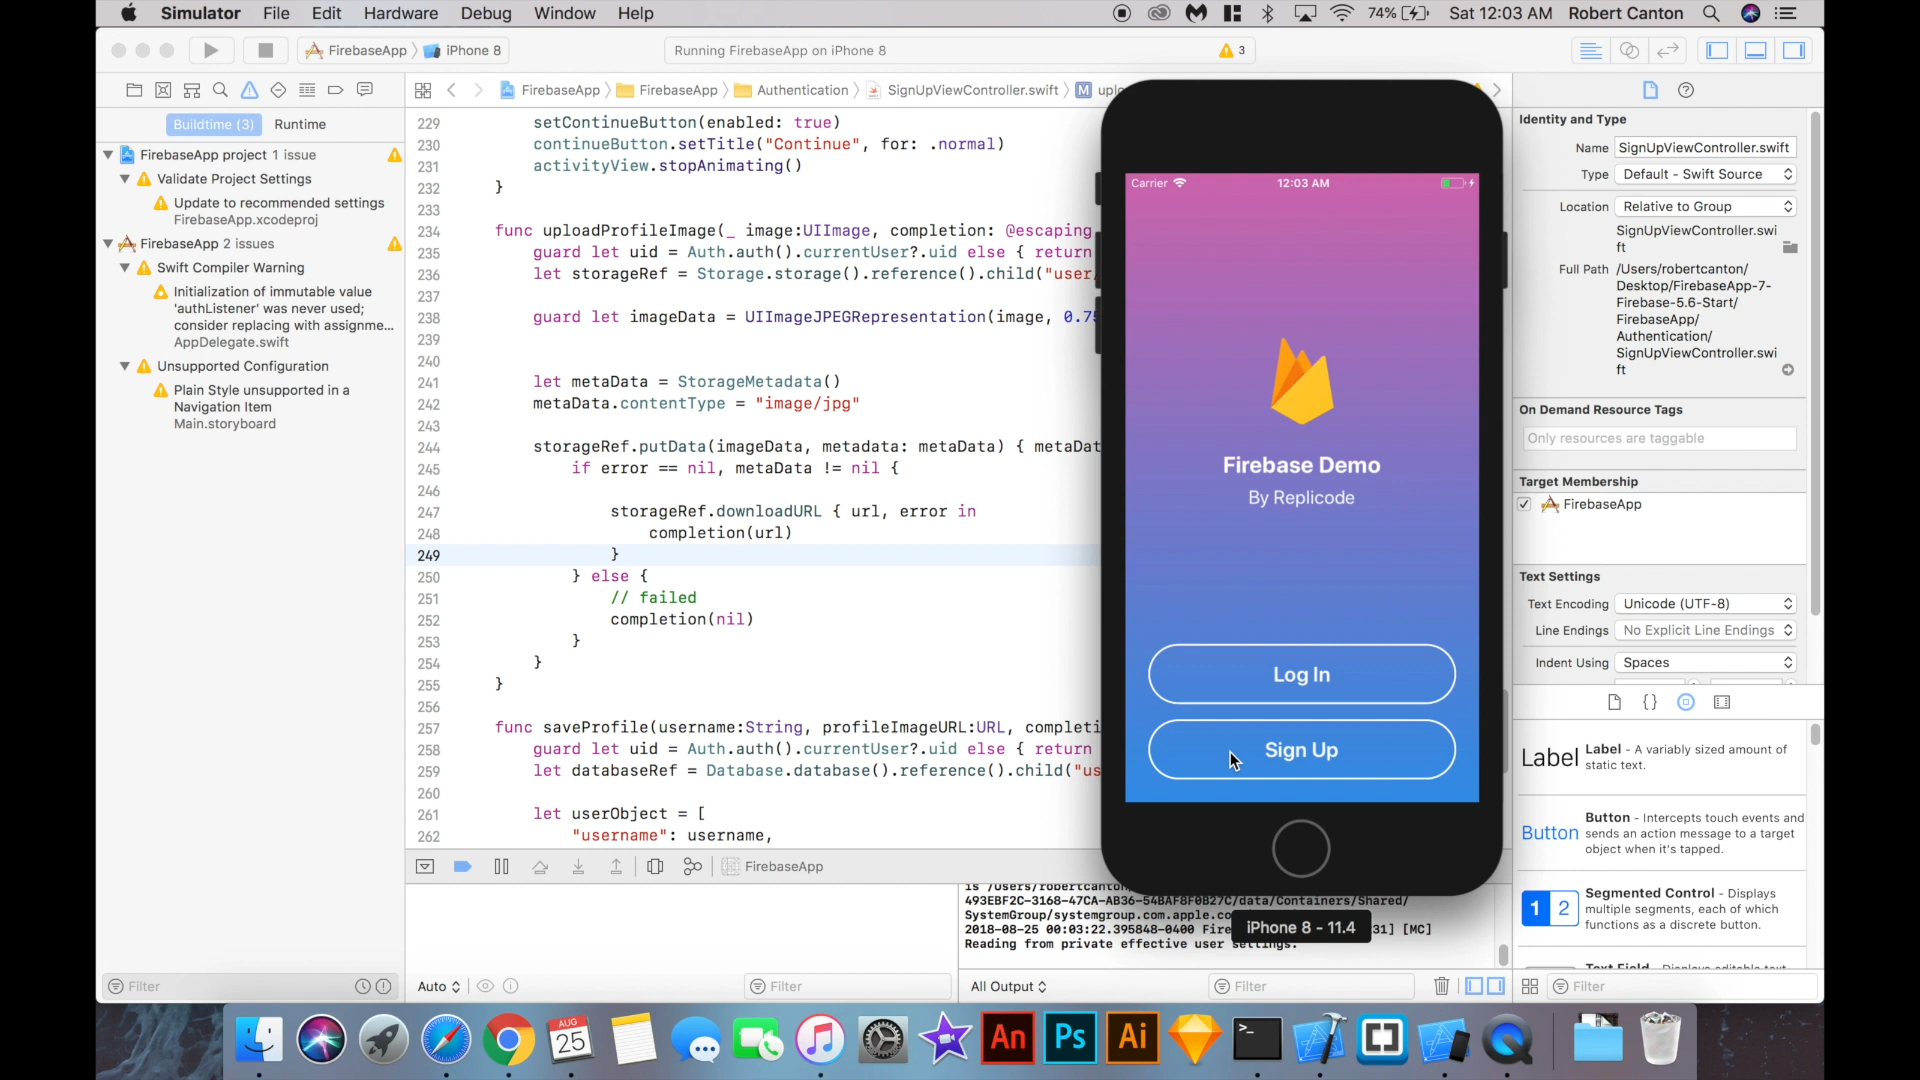 Simulator File Edit Hardware Debug Window Help 74% Sat 12:03 AM Robert Canton
FirebaseApp iPhone 8
Running FirebaseApp on iPhone 8
3
FirebaseApp FirebaseApp Authentication SignUpViewController.swift M
Buildtime (3) Runtime
FirebaseApp project 1 issue
Validate Project Settings
Update to recommended settings
FirebaseApp.xcodeproj
FirebaseApp 2 issues
Swift Compiler Warning
Initialization of immutable value
'authListener' was never used;
consider replacing with assignme...
AppDelegate.swift
Unsupported Configuration
Plain Style unsupported in a
Navigation Item
Main.storyboard
Filter
229 setContinueButton(enabled: true)
230 continueButton.setTitle("Continue", for: .normal)
231 activityView.stopAnimating()
232 }
233
234 func uploadProfileImage(_ image:UIImage, completion: @escaping
235 guard let uid = Auth.auth().currentUser?.uid else { return
236 let storageRef = Storage.storage().reference().child("user
237
238 guard let imageData = UIImageJPEGRepresentation(image, 0.75
239
240
241 let metaData = StorageMetadata()
242 metaData.contentType = "image/jpg"
243
244 storageRef.putData(imageData, metadata: metaData) { metaDat
245 if error == nil, metaData != nil {
246
247 storageRef.downloadURL { url, error in
248 completion(url)
249 }
250 } else {
251 // failed
252 completion(nil)
253 }
254 }
255 }
256
257 func saveProfile(username:String, profileImageURL:URL, completi
258 guard let uid = Auth.auth().currentUser?.uid else { return
259 let databaseRef = Database.database().reference().child("us
260
261 let userObject = [
262 "username": username,
FirebaseApp
493EBF2C-3168-47CA-AB36-54BAF8F0B27C/data/Containers/Shared/
SystemGroup/systemgroup.com.apple.co
2018-08-25 00:03:22.395848-0400 Fire 31] [MC]
Reading from private effective user settings.
Auto Filter
All Output Filter
Carrier 12:03 AM
Firebase Demo
By Replicode
Log In
Sign Up
iPhone 8 - 11.4
Identity and Type
Name SignUpViewController.swift
Type Default - Swift Source
Location Relative to Group
SignUpViewController.swi
ft
Full Path /Users/robertcanton/
Desktop/FirebaseApp-7-
Firebase-5.6-Start/
FirebaseApp/
Authentication/
SignUpViewController.swi
ft
On Demand Resource Tags
Only resources are taggable
Target Membership
FirebaseApp
Text Settings
Text Encoding Unicode (UTF-8)
Line Endings No Explicit Line Endings
Indent Using Spaces
{ }
Label Label - A variably sized amount of
static text.
Button Button - Intercepts touch events and
sends an action message to a target
object when it's tapped.
1 2 Segmented Control - Displays
multiple segments, each of which
functions as a discrete button.
Filter
AUG
25
An Ps Ai
>_